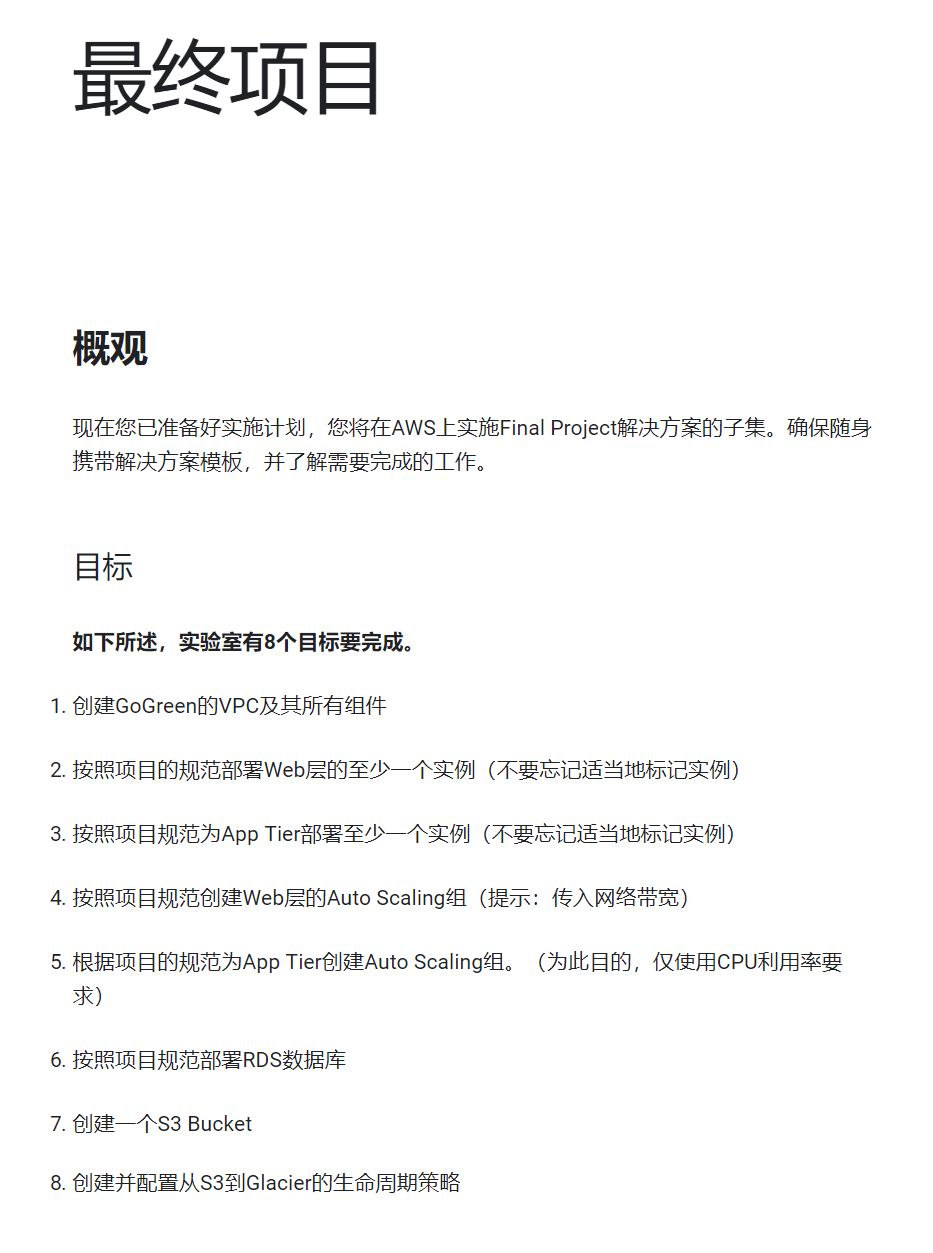 最终项目
概观
现在您已准备好实施计划，您将在AWS上实施Final Project解决方案的子集。确保随身
携带解决方案模板，并了解需要完成的工作。
目标
如下所述，实验室有8个目标要完成。
1. 创建GoGreen的VPC及其所有组件
2. 按照项目的规范部署Web层的至少一个实例（不要忘记适当地标记实例）
3. 按照项目规范为App Tier部署至少一个实例（不要忘记适当地标记实例）
4. 按照项目规范创建Web层的Auto Scaling组（提示：传入网络带宽）
5. 根据项目的规范为App Tier创建Auto Scaling组。（为此目的，仅使用CPU利用率要
求）
6. 按照项目规范部署RDS数据库
7. 创建一个S3 Bucket
8. 创建并配置从S3到Glacier的生命周期策略